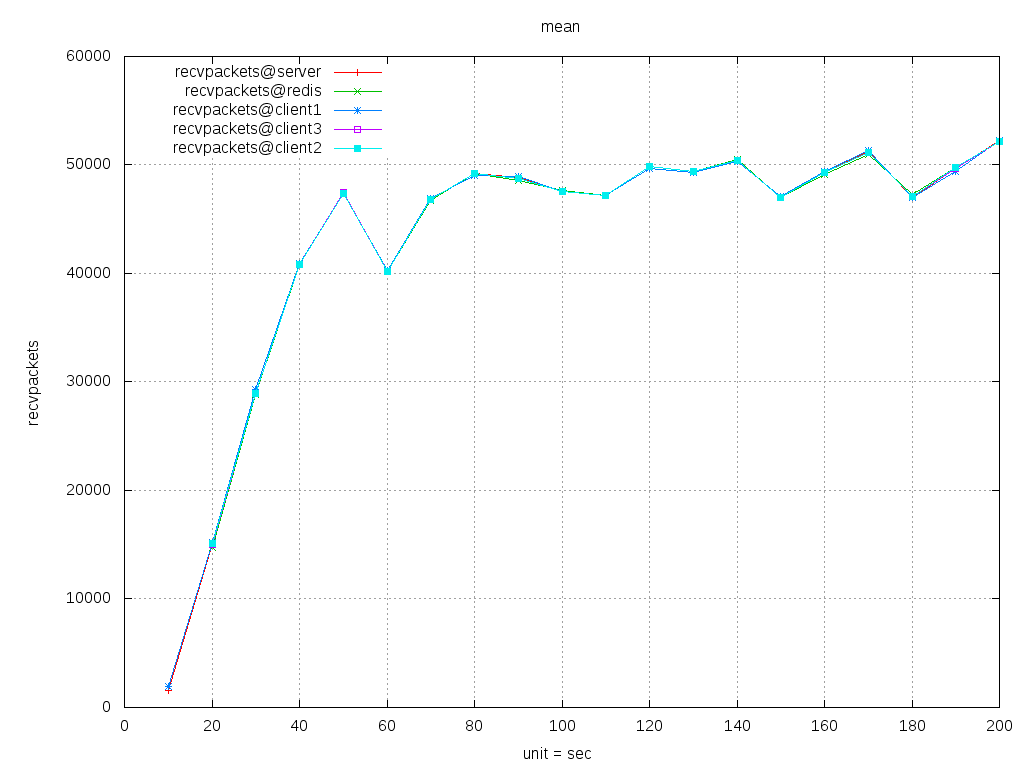 mean
60000
50000
40000
30000
20000
10000
0
recvpackets
recvpackets@server
recvpackets@redis
recvpackets@client1
recvpackets@client3
recvpackets@client2
0 20 40 60 80 100 120 140 160 180 200
unit = sec